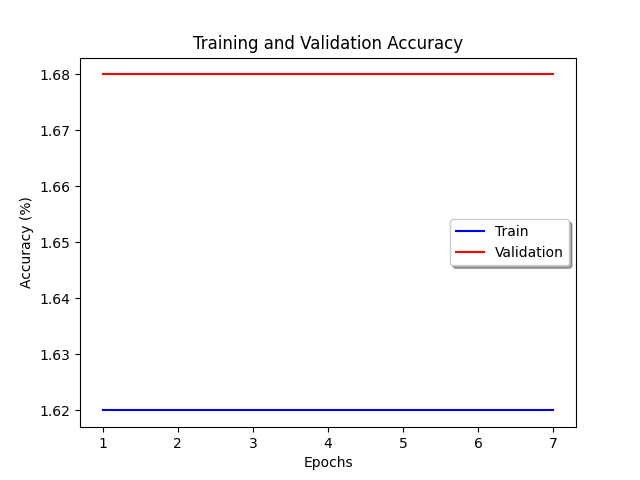 Training and Validation Accuracy
Accuracy (%)
1.68
1.67
1.66
1.65
1.64
1.63
1.62
Train
Validation
1 2 3 4 5 6 7
Epochs